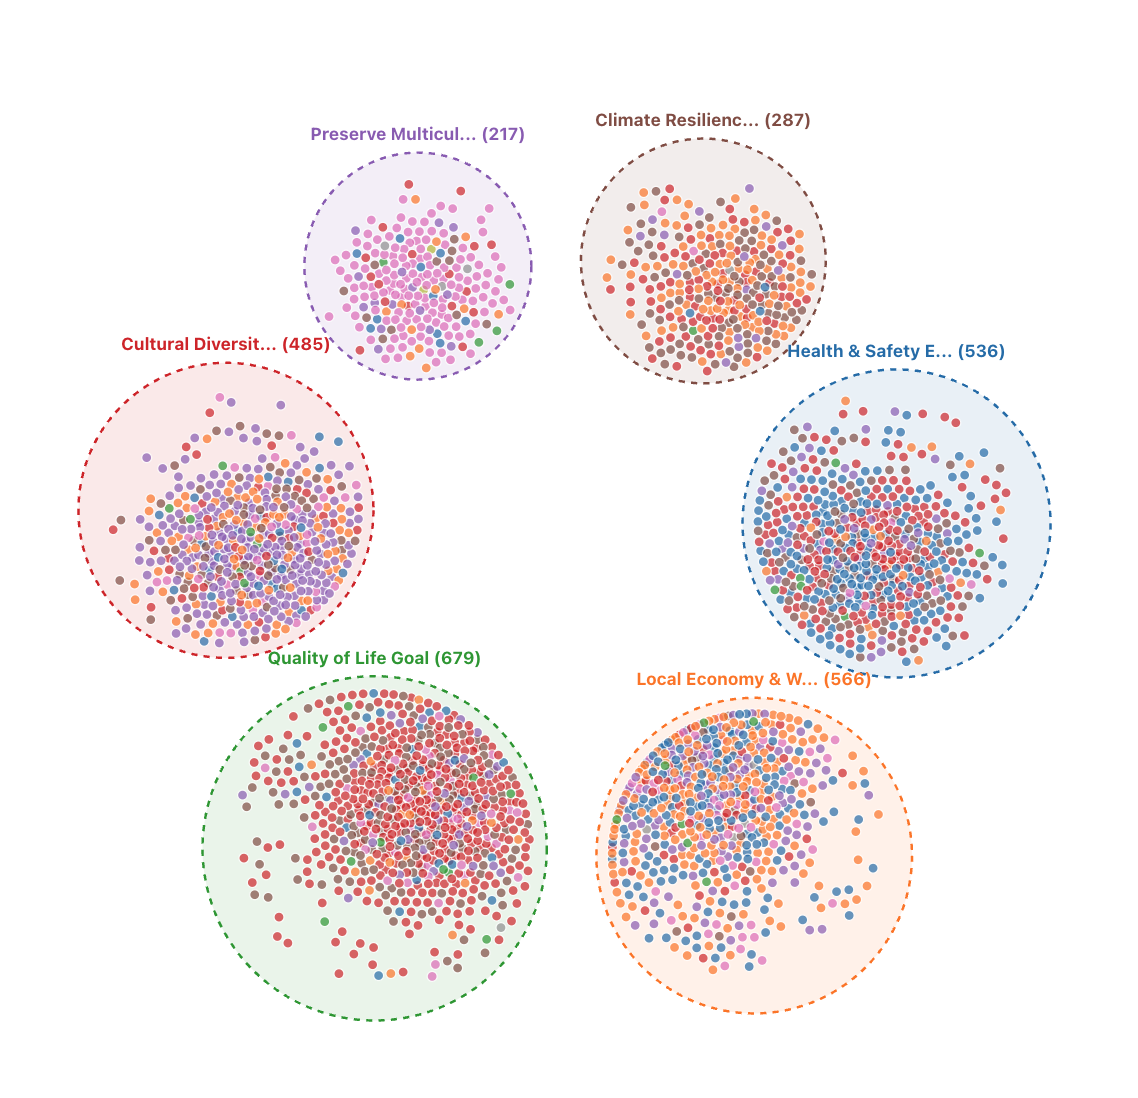 Climate Resilienc... (287)
Preserve Multicul... (217)
Cultural Diversit... (485)
Health & Safety E... (536)
Quality of Life Goal (679)
Local Economy & W... (566)